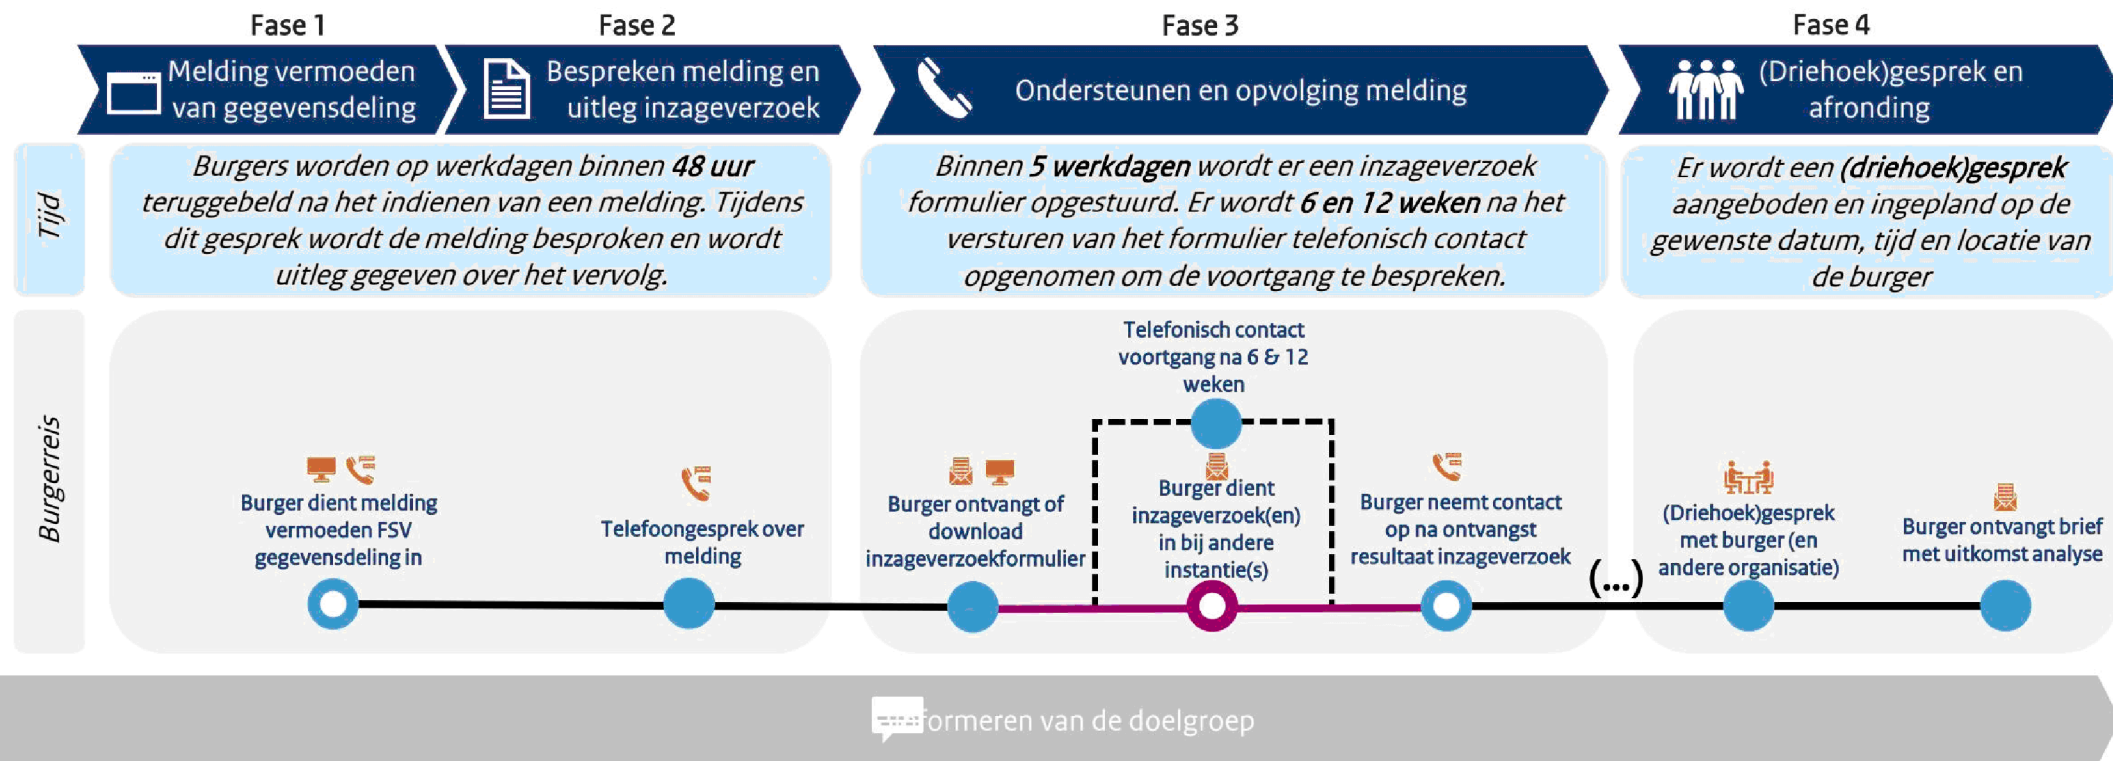 Fase 1
Fase 2
Fase 3
Fase 4
Melding vermoeden
van gegevensdeling
Bespreken melding en
uitleg inzageverzoek
Ondersteunen en opvolging melding
(Driehoek)gesprek en
afronding
Tijd
Burgers worden op werkdagen binnen 48 uur
teruggebeld na het indienen van een melding. Tijdens
dit gesprek wordt de melding besproken en wordt
uitleg gegeven over het vervolg.
Binnen 5 werkdagen wordt er een inzageverzoek
formulier opgestuurd. Er wordt 6 en 12 weken na het
versturen van het formulier telefonisch contact
opgenomen om de voortgang te bespreken.
Er wordt een (driehoek)gesprek
aangeboden en ingepland op de
gewenste datum, tijd en locatie van
de burger
Burgerreis
Burger dient melding
vermoeden FSV
gegevensdeling in
Telefoongesprek over
melding
Burger ontvangt of
download
inzageverzoekformulier
Telefonisch contact
voortgang na 6 & 12
weken
Burger dient
inzageverzoek(en)
in bij andere
instantie(s)
Burger neemt contact
op na ontvangst
resultaat inzageverzoek
(...)
(Driehoek)gesprek
met burger (en
andere organisatie)
Burger ontvangt brief
met uitkomst analyse
formeren van de doelgroep